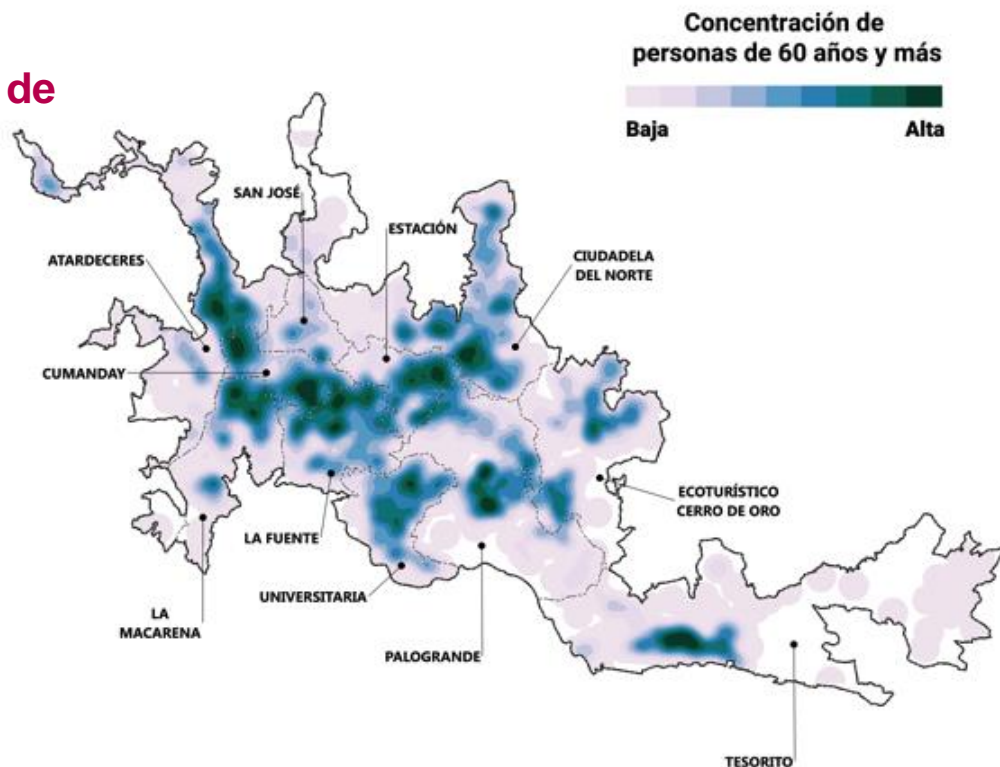 Concentración de
personas de 60 años y más
Baja
Alta
de
SAN JOSÉ
ESTACIÓN
ATARDECERES
CIUDADELA
DEL NORTE
CUMANDAY
ECOTURÍSTICO
CERRO DE ORO
LA FUENTE
UNIVERSITARIA
LA
MACARENA
PALOGRANDE
TESORITO